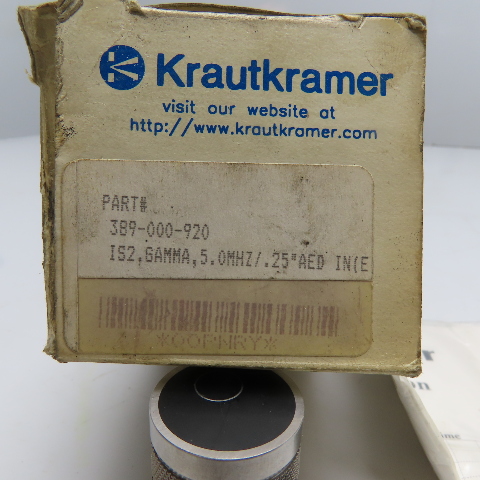 Krautkramer
visit our website at
http://www.krautkramer.com
PART#
389-000-920
IS2,GAMMA,5.0MHZ/.25"AED IN(E
*OOPWRY*